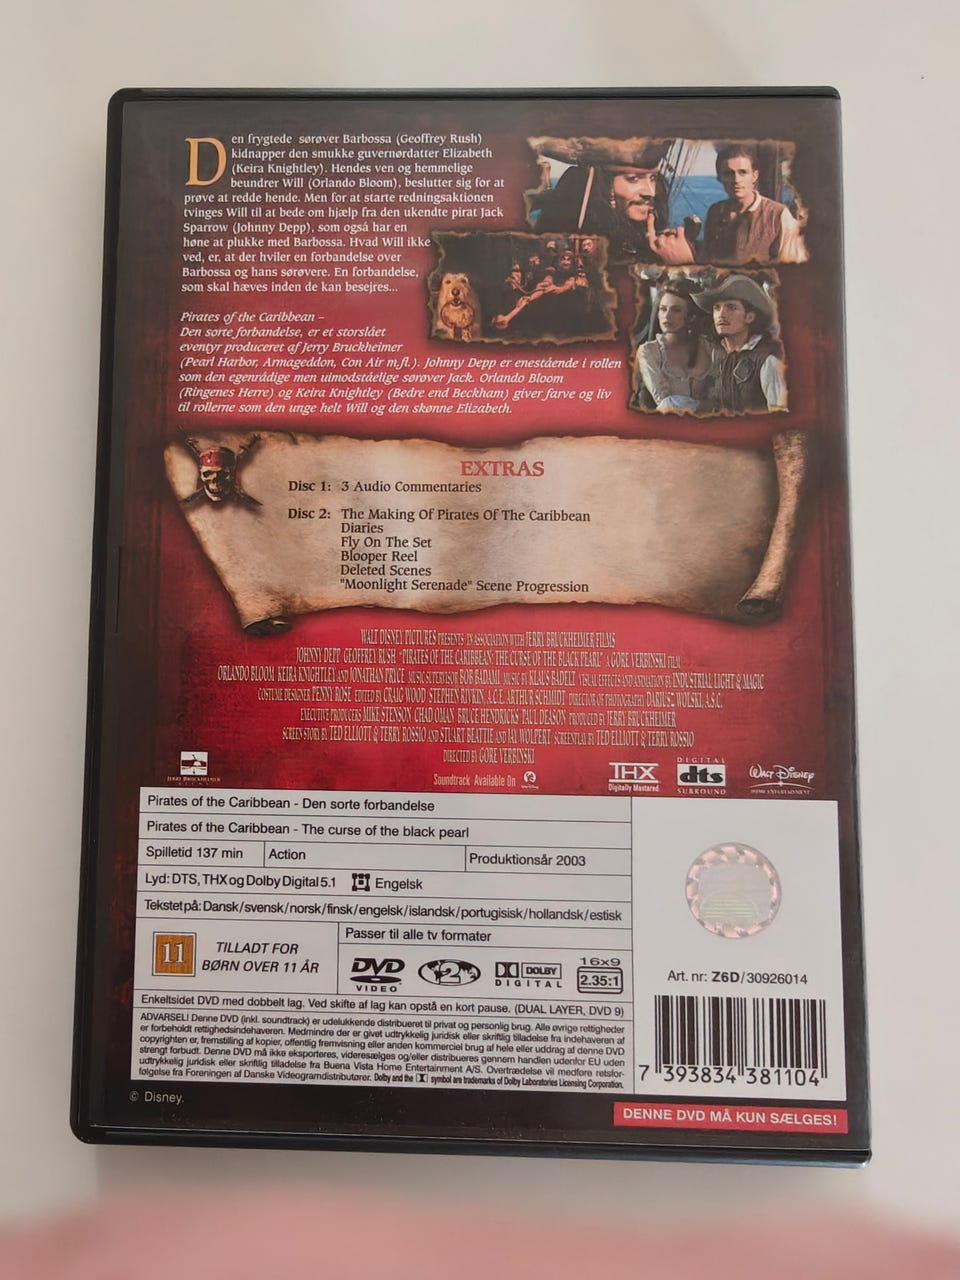 Den frygtede sørøver Barbossa (Geoffrey Rush)
kidnapper den smukke guvernørdatter Elizabeth
(Keira Knightley). Hendes ven og hemmelige
beundrer Will (Orlando Bloom), beslutter sig for at
prøve at redde hende. Men for at starte redningsaktionen
tvinges Will til at bede om hjælp fra den ukendte pirat Jack
Sparrow (Johnny Depp), som også har en
høne at plukke med Barbossa. Hvad Will ikke
ved, er, at der hviler en forbandelse over
Barbossa og hans sørøvere. En forbandelse,
som skal hæves inden de kan besejres...
Pirates of the Caribbean –
Den sorte forbandelse, er et storslået
eventyr produceret af Jerry Bruckheimer
(Pearl Harbor, Armageddon, Con Air m.fl.). Johnny Depp er enestående i rollen
som den egenrådige men uimodståelige sørøver Jack. Orlando Bloom
(Ringenes Herre) og Keira Knightley (Bedre end Beckham) giver farve og liv
til rollerne som den unge helt Will og den skønne Elizabeth.
EXTRAS
Disc 1: 3 Audio Commentaries
Disc 2: The Making Of Pirates Of The Caribbean
Diaries
Fly On The Set
Blooper Reel
Deleted Scenes
"Moonlight Serenade" Scene Progression
WALT DISNEY PICTURES PRESENTS IN ASSOCIATION WITH JERRY BRUCKHEIMER FILMS
JOHNNY DEPP GEOFFREY RUSH "PIRATES OF THE CARIBBEAN: THE CURSE OF THE BLACK PEARL" A GORE VERBINSKI FILM
ORLANDO BLOOM KEIRA KNIGHTLEY AND JONATHAN PRYCE MUSIC SUPERVISOR BOB BADAMI MUSIC BY KLAUS BADELT VISUAL EFFECTS AND ANIMATION BY INDUSTRIAL LIGHT & MAGIC
COSTUME DESIGNER PENNY ROSE EDITED BY CRAIG WOOD STEPHEN RIVKIN, A.C.E. ARTHUR SCHMIDT DIRECTOR OF PHOTOGRAPHY DARIUSZ WOLSKI, A.S.C.
EXECUTIVE PRODUCERS MIKE STENSON CHAD OMAN BRUCE HENDRICKS PAUL DEASON PRODUCED BY JERRY BRUCKHEIMER
SCREEN STORY BY TED ELLIOTT & TERRY ROSSIO AND STUART BEATTIE AND JAY WOLPERT SCREENPLAY BY TED ELLIOTT & TERRY ROSSIO
DIRECTED BY GORE VERBINSKI
JERRY BRUCKHEIMER
FILMS
Soundtrack Available On
THX
Digitally Mastered
DIGITAL
dts
SURROUND
WALT DISNEY
HOME ENTERTAINMENT
Pirates of the Caribbean - Den sorte forbandelse
Pirates of the Caribbean - The curse of the black pearl
Spilletid 137 min Action Produktionsår 2003
Lyd: DTS, THX og Dolby Digital 5.1 Engelsk
Tekstet på: Dansk/svensk/norsk/finsk/engelsk/islandsk/portugisisk/hollandsk/estisk
11 TILLADT FOR
BØRN OVER 11 ÅR
Passer til alle tv formater
DVD
VIDEO
2
DOLBY
DIGITAL
16x9
2.35:1
Enkeltsidet DVD med dobbelt lag. Ved skifte af lag kan opstå en kort pause. (DUAL LAYER, DVD 9)
ADVARSEL! Denne DVD (inkl. soundtrack) er udelukkende distribueret til privat og personlig brug. Alle øvrige rettigheder
er forbeholdt rettighedsindehaveren. Medmindre der er givet udtrykkelig juridisk eller skriftlig tilladelse fra indehaveren af
copyrighten er, fremstilling af kopier, offentlig fremvisning eller anden kommerciel brug af hele eller uddrag af denne DVD
strengt forbudt. Denne DVD må ikke eksporteres, videresælges og/eller distribueres gennem handlen udenfor EU uden
udtrykkelig juridisk eller skriftlig tilladelse fra Buena Vista Home Entertainment A/S. Overtrædelse vil medføre retsfor-
følgelse fra Foreningen af Danske Videogramdistributører. Dolby and the symbol are trademarks of Dolby Laboratories Licensing Corporation.
Art. nr: Z6D/30926014
7 393834 381104
© Disney.
DENNE DVD MÅ KUN SÆLGES!